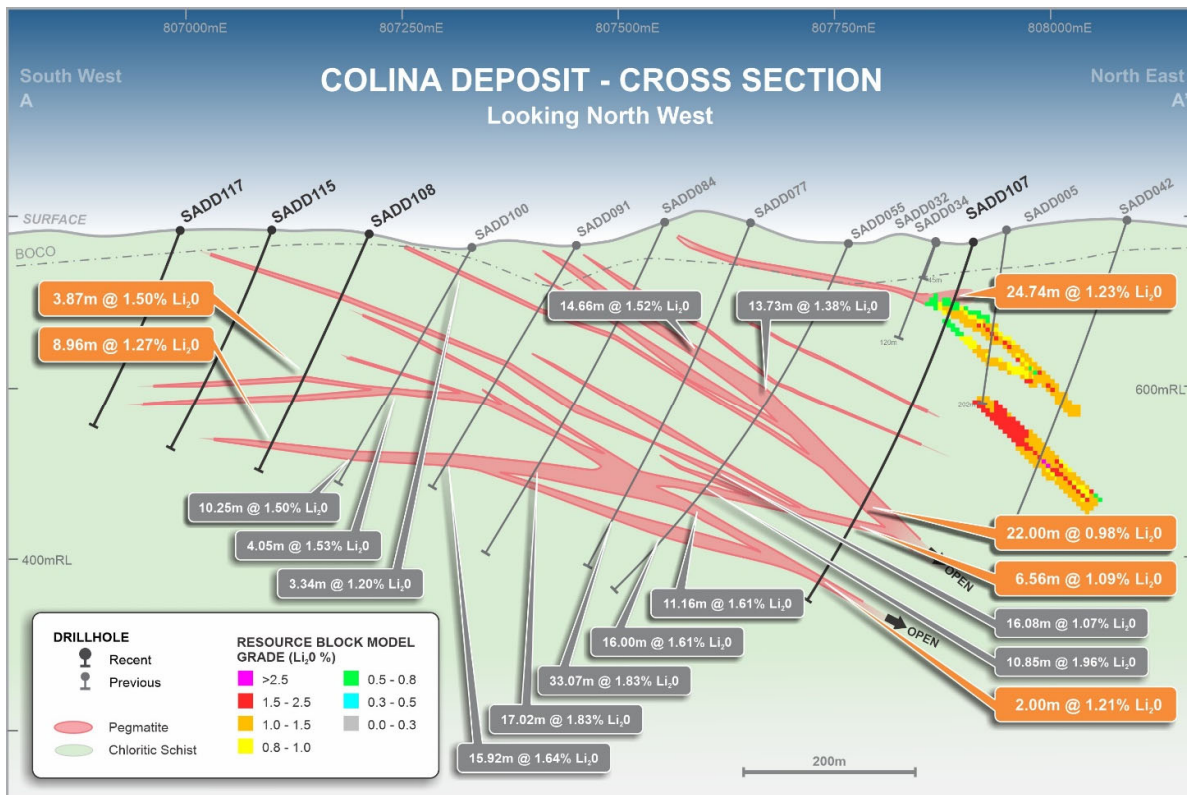 807000mE
807250mE
807500mE
807750mE
808000mE
South West
A
COLINA DEPOSIT - CROSS SECTION
Looking North West
North East
A'
SADD117
SADD115
SADD108
SADD100
SADD091
SADD084
SADD077
SADD055
SADD032
SADD034
SADD107
SADD005
SADD042
SURFACE
BOCO
3.87m @ 1.50% Li₂0
8.96m @ 1.27% Li₂0
14.66m @ 1.52% Li₂0
13.73m @ 1.38% Li₂0
45m
24.74m @ 1.23% Li₂0
120m
202m
600mRL
10.25m @ 1.50% Li₂0
4.05m @ 1.53% Li₂0
3.34m @ 1.20% Li₂0
22.00m @ 0.98% Li₂0
400mRL
6.56m @ 1.09% Li₂0
OPEN
11.16m @ 1.61% Li₂0
16.08m @ 1.07% Li₂0
16.00m @ 1.61% Li₂0
OPEN
10.85m @ 1.96% Li₂0
33.07m @ 1.83% Li₂0
2.00m @ 1.21% Li₂0
17.02m @ 1.83% Li₂0
15.92m @ 1.64% Li₂0
200m
DRILLHOLE
Recent
Previous
Pegmatite
Chloritic Schist
RESOURCE BLOCK MODEL
GRADE (Li₂0 %)
>2.5
1.5 - 2.5
1.0 - 1.5
0.8 - 1.0
0.5 - 0.8
0.3 - 0.5
0.0 - 0.3